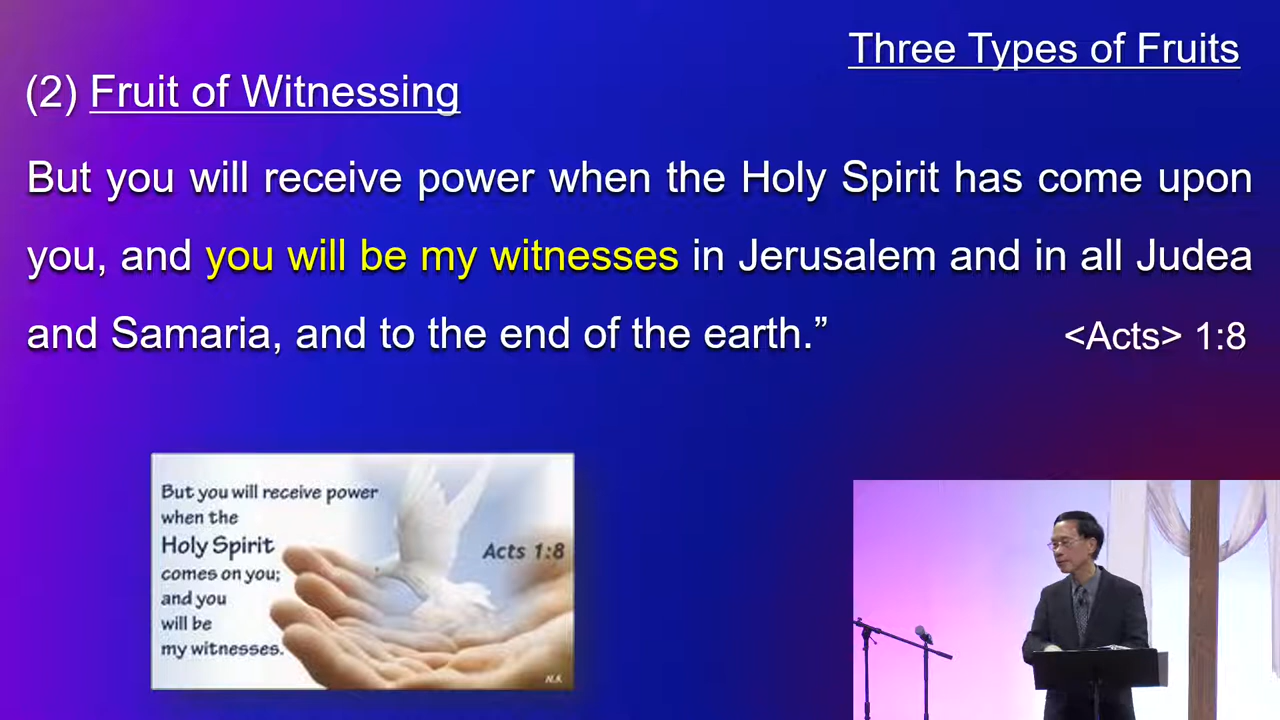 Three Types of Fruits
(2) Fruit of Witnessing
But you will receive power when the Holy Spirit has come upon
you, and you will be my witnesses in Jerusalem and in all Judea
and Samaria, and to the end of the earth.” <Acts> 1:8
But you will receive power
when the
Holy Spirit
comes on you;
and you
will be
my witnesses.
Acts 1:8
N.K